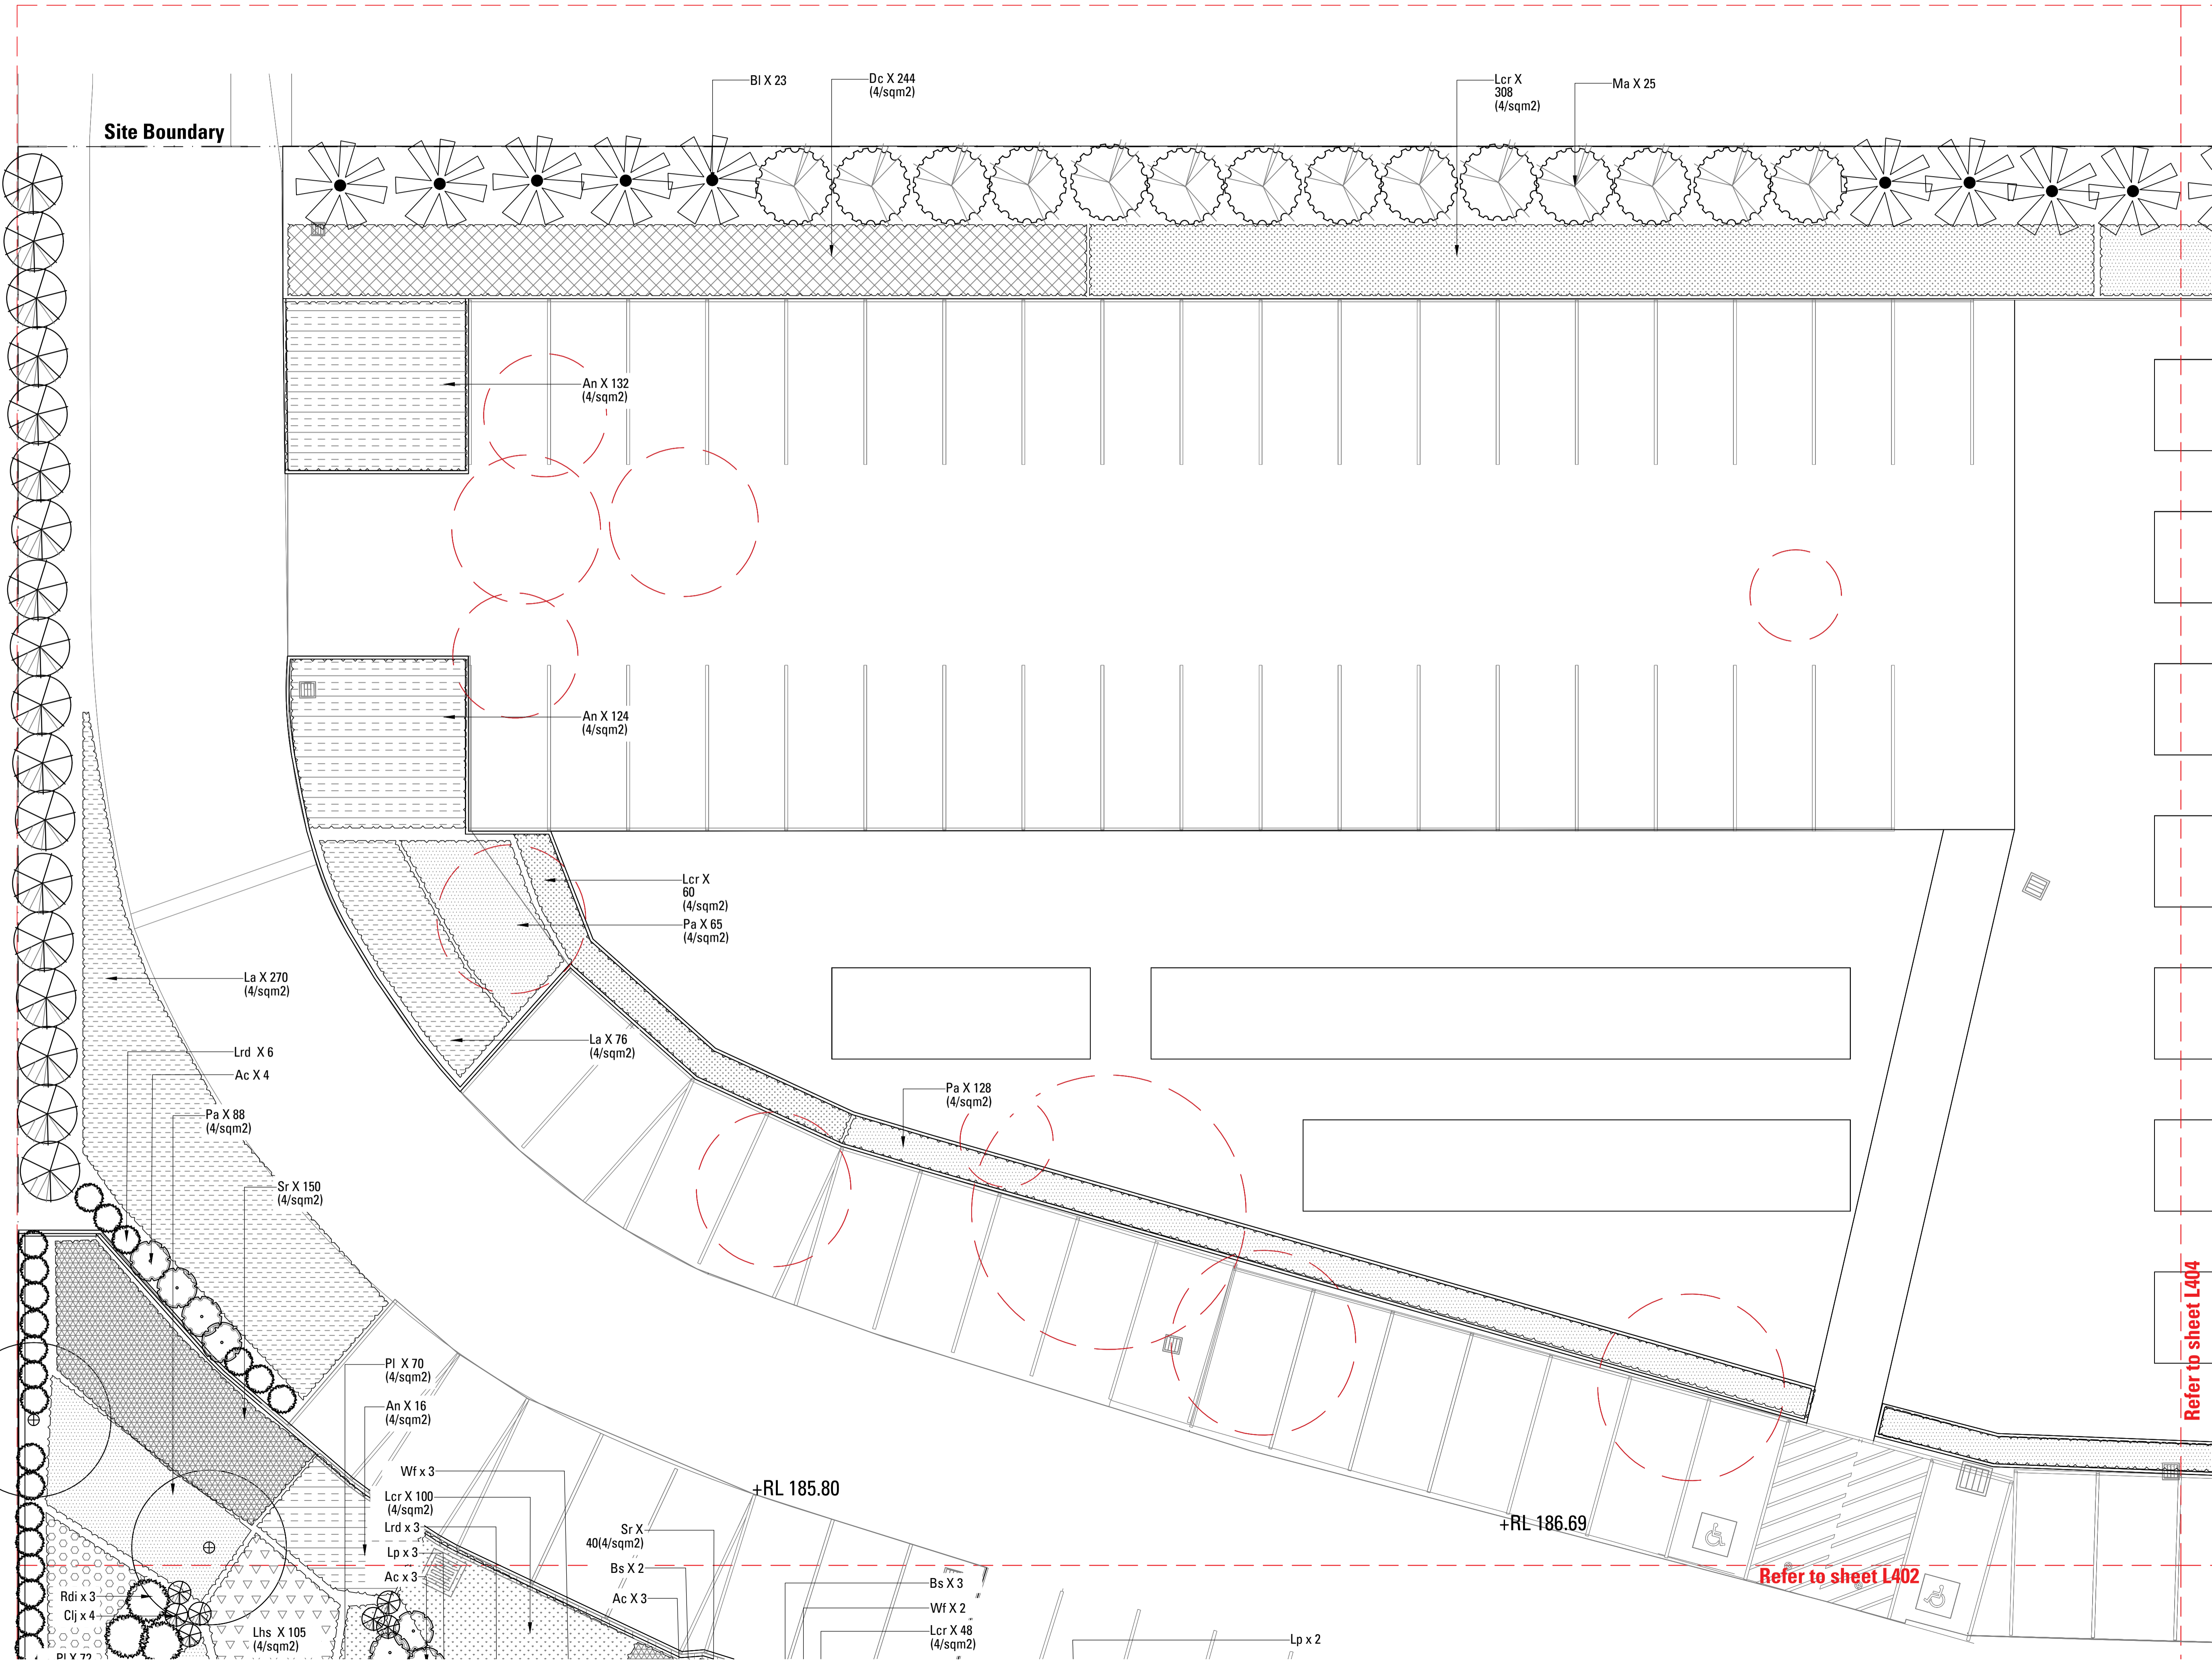 Bl X 23
Dc X 244
(4/sqm2)
Lcr X
308
(4/sqm2)
Ma X 25
Site Boundary
An X 132
(4/sqm2)
An X 124
(4/sqm2)
Lcr X
60
(4/sqm2)
Pa X 65
(4/sqm2)
La X 270
(4/sqm2)
La X 76
(4/sqm2)
Lrd  X 6
Ac X 4
Pa X 88
(4/sqm2)
Pa X 128
(4/sqm2)
Sr X 150
(4/sqm2)
Refer to sheet L404
Pl  X 70
(4/sqm2)
An X 16
(4/sqm2)
Wf x 3
Lcr X 100
(4/sqm2)
Lrd x 3
Lp x 3
Ac x 3
+RL 185.80
+RL 186.69
Sr X
40(4/sqm2)
Bs X 2
Ac X 3
Refer to sheet L402
Bs X 3
Wf X 2
Lcr X 48
(4/sqm2)
Lp x 2
Rdi x 3
Clj x 4
Lhs  X 105
(4/sqm2)
Pl X 72